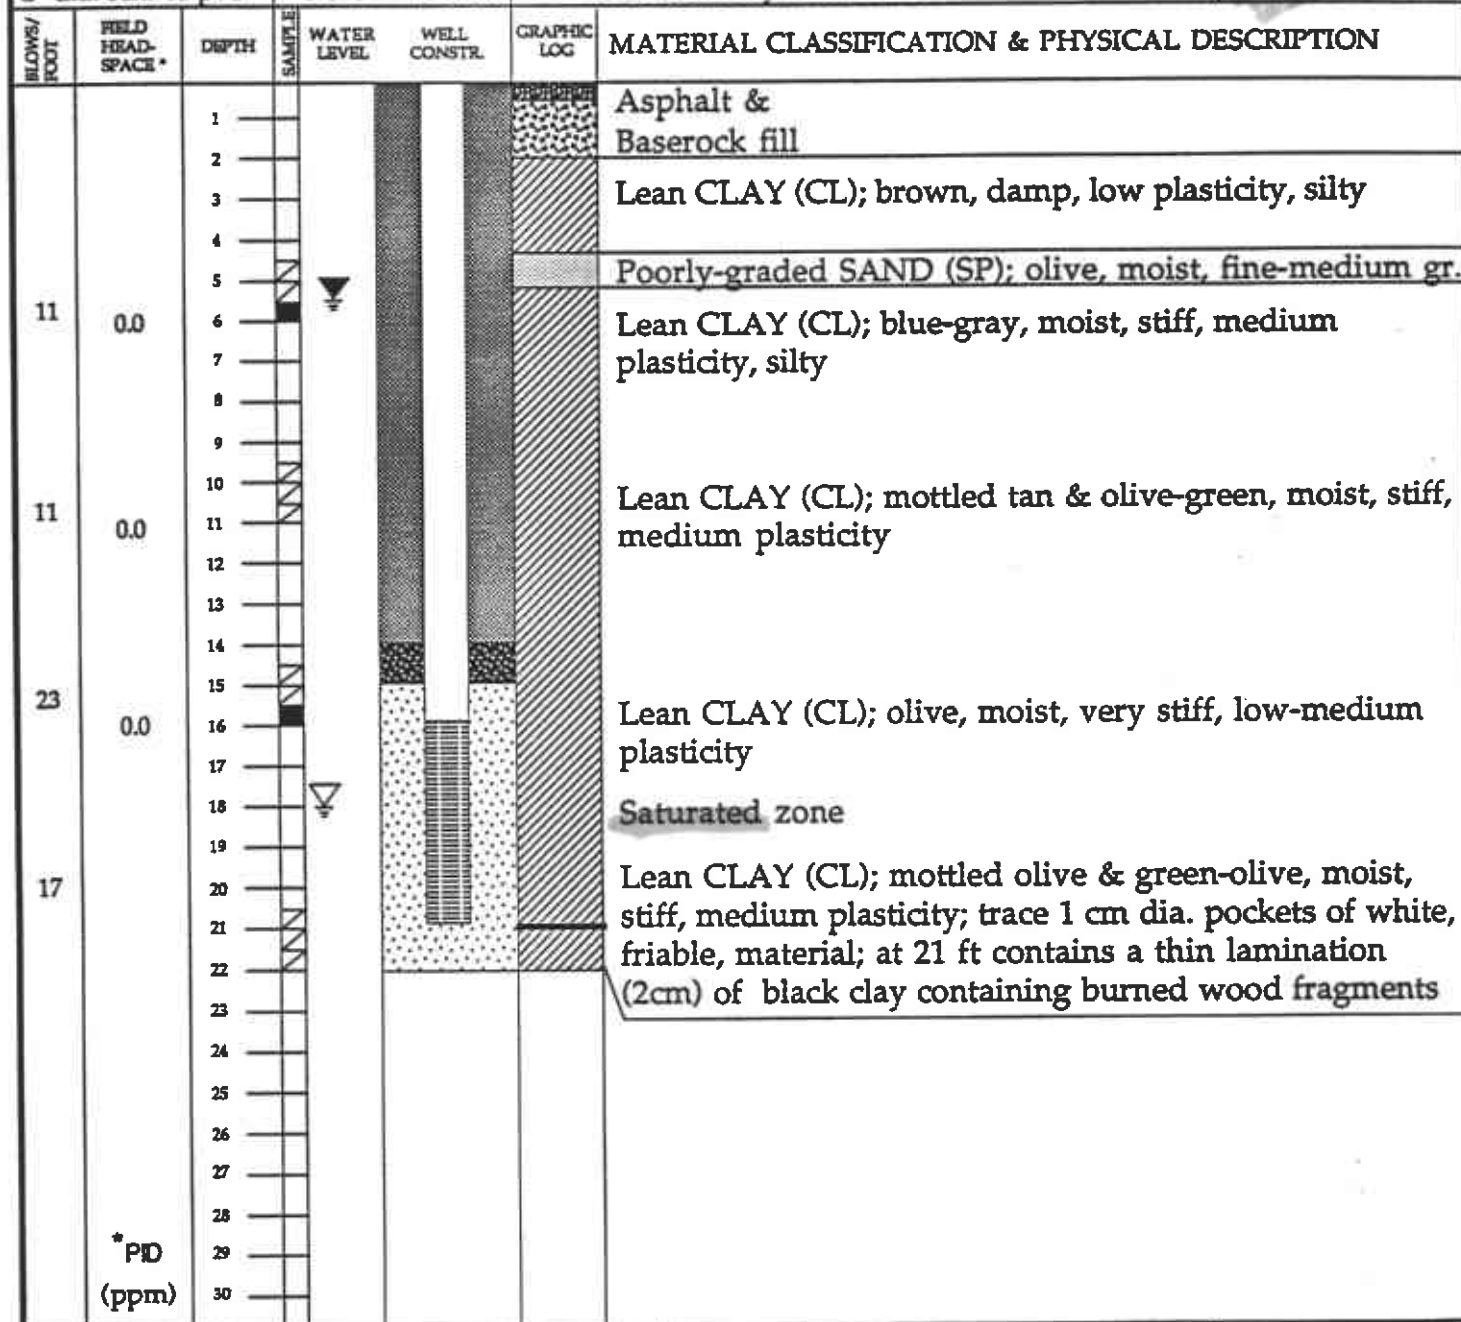 BLOWS/ FOOT
FIELD HEAD- SPACE *
DEPTH
SAMPLE
WATER LEVEL
WELL CONSTR.
GRAPHIC LOG
MATERIAL CLASSIFICATION & PHYSICAL DESCRIPTION
Asphalt &
1
Baserock fill
2
Lean CLAY (CL); brown, damp, low plasticity, silty
3
4
Poorly-graded SAND (SP); olive, moist, fine-medium gr.
5
11
0.0
6
Lean CLAY (CL); blue-gray, moist, stiff, medium
plasticity, silty
7
8
9
10
Lean CLAY (CL); mottled tan & olive-green, moist, stiff,
medium plasticity
11
0.0
11
12
13
14
15
23
0.0
16
Lean CLAY (CL); olive, moist, very stiff, low-medium
plasticity
17
18
Saturated zone
19
17
20
Lean CLAY (CL); mottled olive & green-olive, moist,
stiff, medium plasticity; trace 1 cm dia. pockets of white,
21
friable, material; at 21 ft contains a thin lamination
22
(2cm) of black clay containing burned wood fragments
23
24
25
26
27
28
*PID
29
(ppm)
30